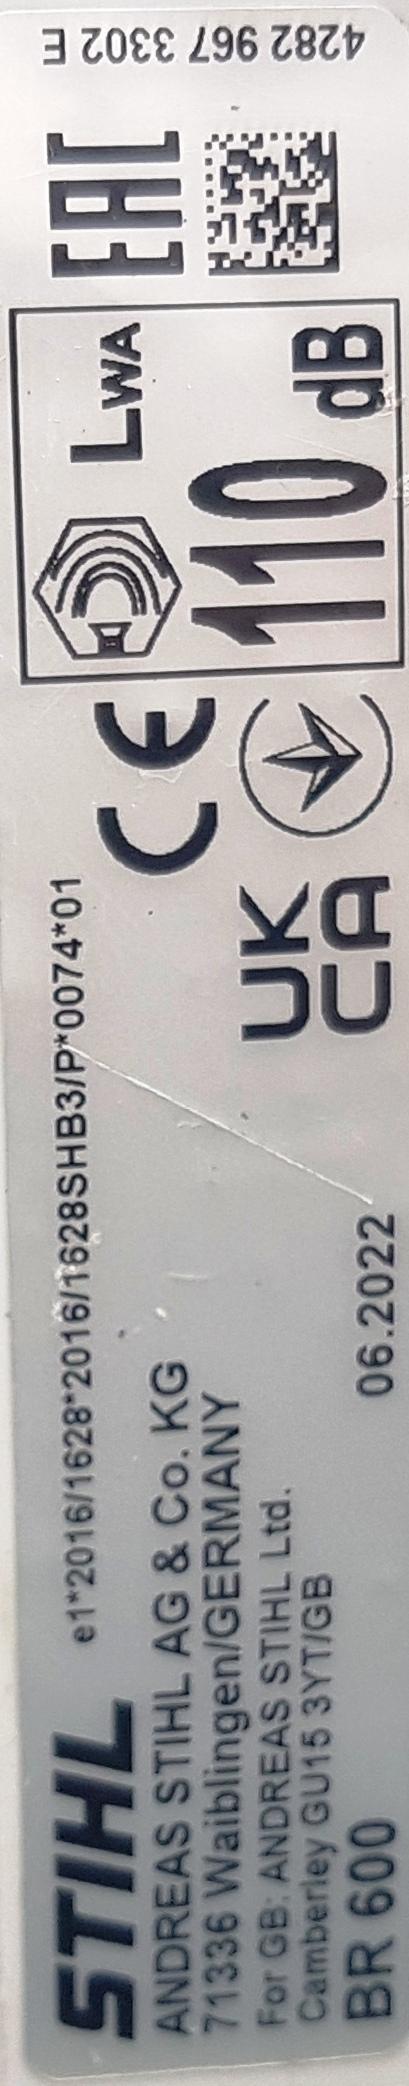 STIHL
e1*2016/1628*2016/1628SHB3/P*0074*01
ANDREAS STIHL AG & Co. KG
71336 Waiblingen/GERMANY
For GB: ANDREAS STIHL Ltd.
Camberley GU15 3YT/GB
BR 600
06.2022
CE
UK
CA
LWA
110 dB
EAC
4282 967 3302 E